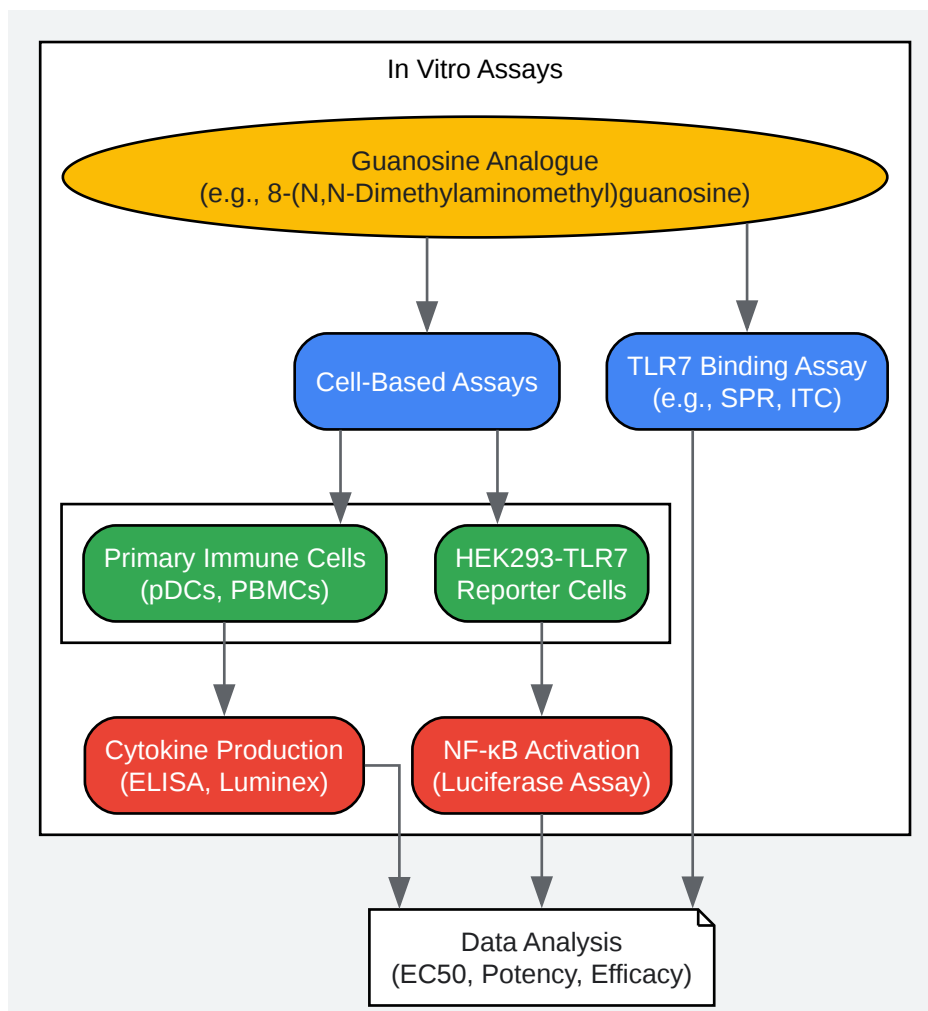 In Vitro Assays
Guanosine Analogue
(e.g., 8-(N,N-Dimethylaminomethyl)guanosine)
Cell-Based Assays
TLR7 Binding Assay
(e.g., SPR, ITC)
Primary Immune Cells
(pDCs, PBMCs)
HEK293-TLR7
Reporter Cells
Cytokine Production
(ELISA, Luminex)
NF-κB Activation
(Luciferase Assay)
Data Analysis
(EC50, Potency, Efficacy)